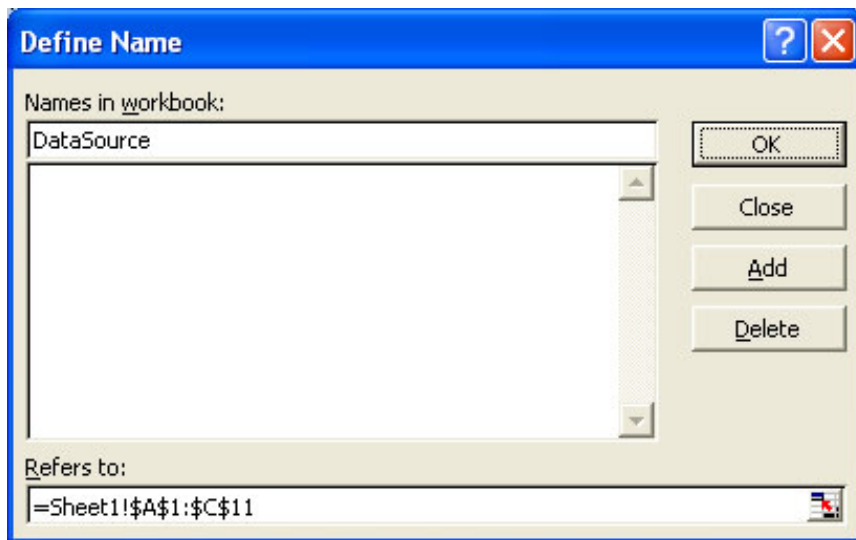 Define Name
?
Names in workbook:
DataSource
OK
Close
Add
Delete
Refers to:
=Sheet1!$A$1:$C$11